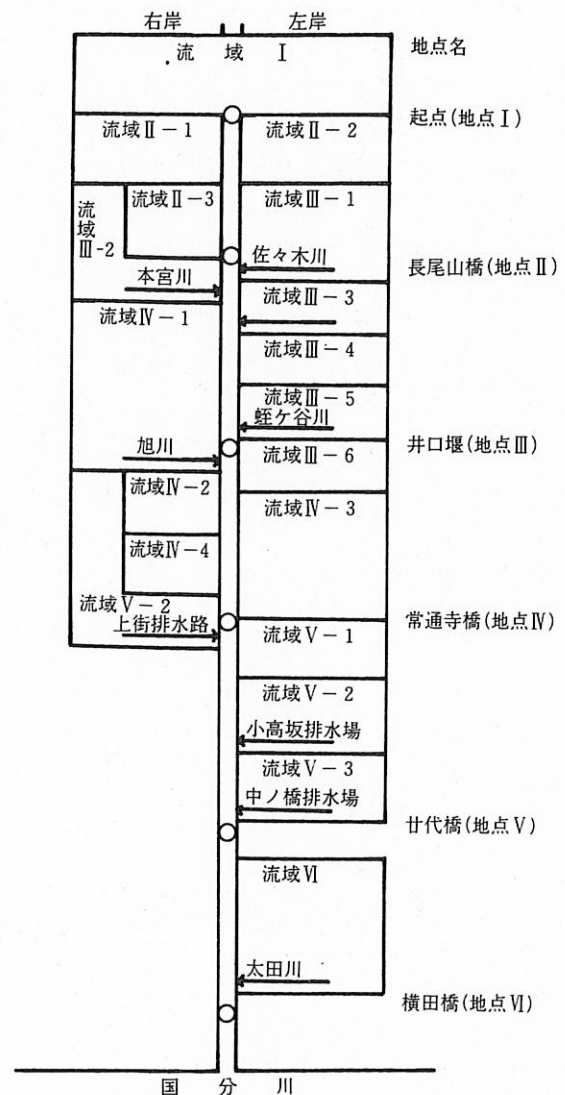 右岸 左岸
流域 Ⅰ 地点名
起点(地点Ⅰ)
流域Ⅱ-1 流域Ⅱ-2
流域Ⅲ-2 流域Ⅱ-3 流域Ⅲ-1
佐々木川 長尾山橋(地点Ⅱ)
本宮川
流域Ⅳ-1 流域Ⅲ-3
流域Ⅲ-4
流域Ⅲ-5
蛭ケ谷川
旭川 井口堰(地点Ⅲ)
流域Ⅲ-6
流域Ⅳ-2
流域Ⅳ-3
流域Ⅳ-4
流域Ⅴ-2 常通寺橋(地点Ⅳ)
上街排水路 流域Ⅴ-1
流域Ⅴ-2
小高坂排水場
流域Ⅴ-3
中ノ橋排水場
廿代橋(地点Ⅴ)
流域Ⅵ
太田川
横田橋(地点Ⅵ)
国分川